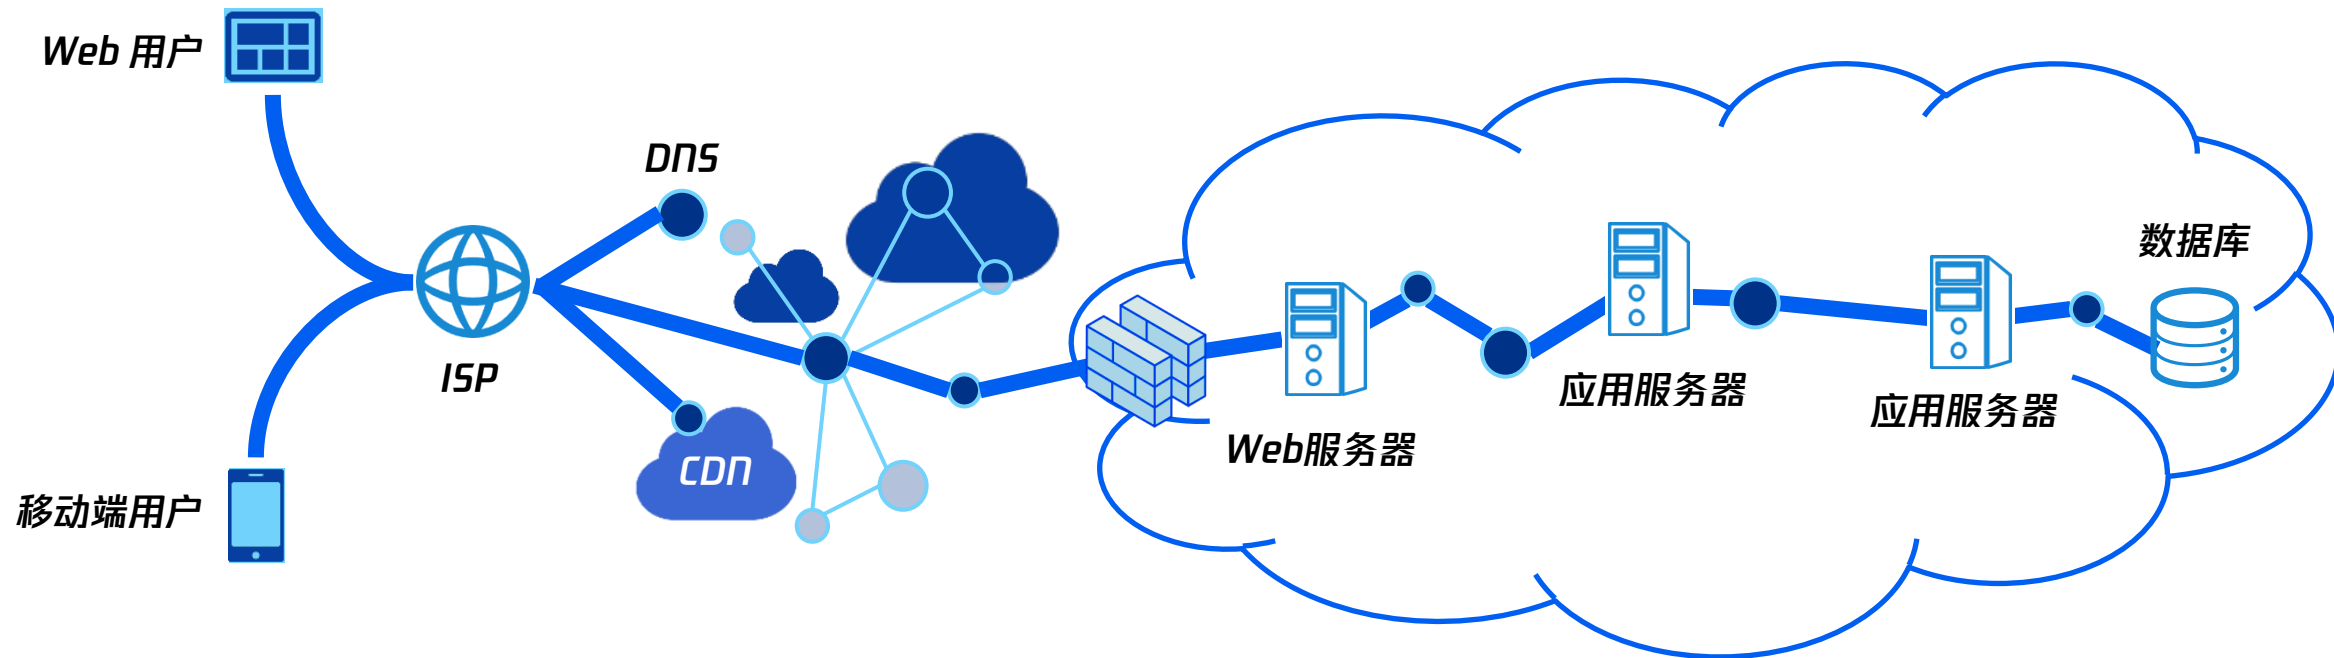 Web 用户
DNS
数据库
ISP
应用服务器
应用服务器
Web服务器
CDN
移动端用户